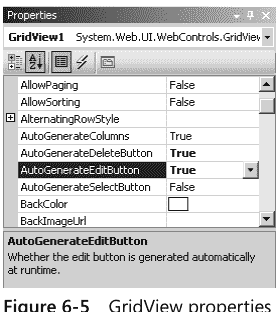 Properties
GridView1 System.Web.UI.WebControls.GridView
AllowPaging False
AllowSorting False
AlternatingRowStyle
AutoGenerateColumns True
AutoGenerateDeleteButton True
AutoGenerateEditButton True
AutoGenerateSelectButton False
BackColor
BackImageUrl
AutoGenerateEditButton
Whether the edit button is generated automatically
at runtime.
Figure 6-5 GridView properties